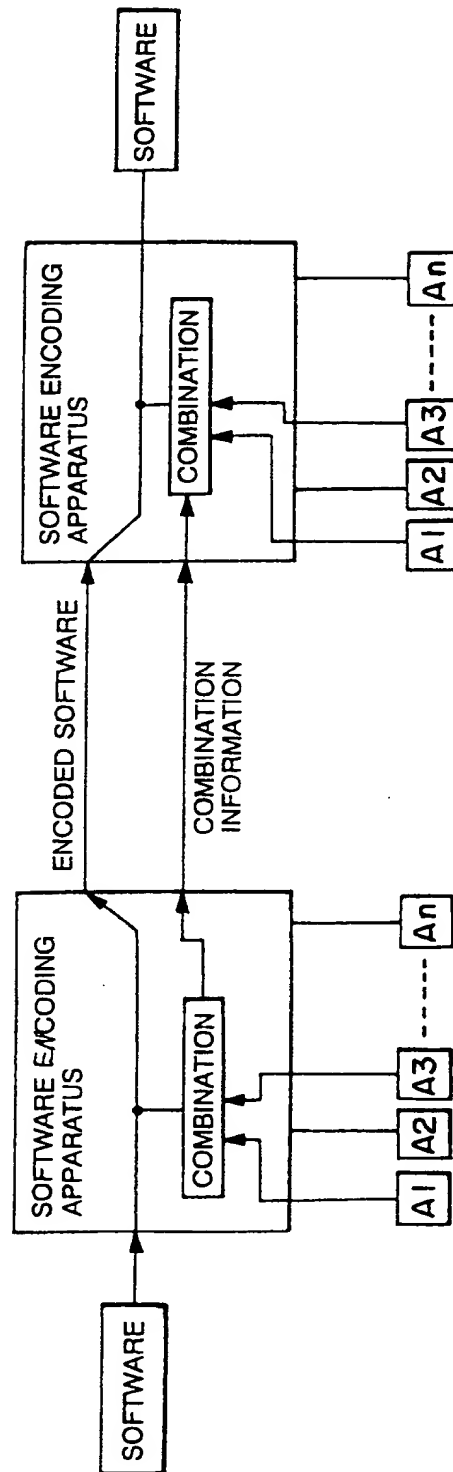 SOFTWARE
SOFTWARE ENCODING
APPARATUS
COMBINATION
A1 A2 A3 An
ENCODED SOFTWARE
COMBINATION
INFORMATION
SOFTWARE ENCODING
APPARATUS
COMBINATION
A1 A2 A3 An
SOFTWARE